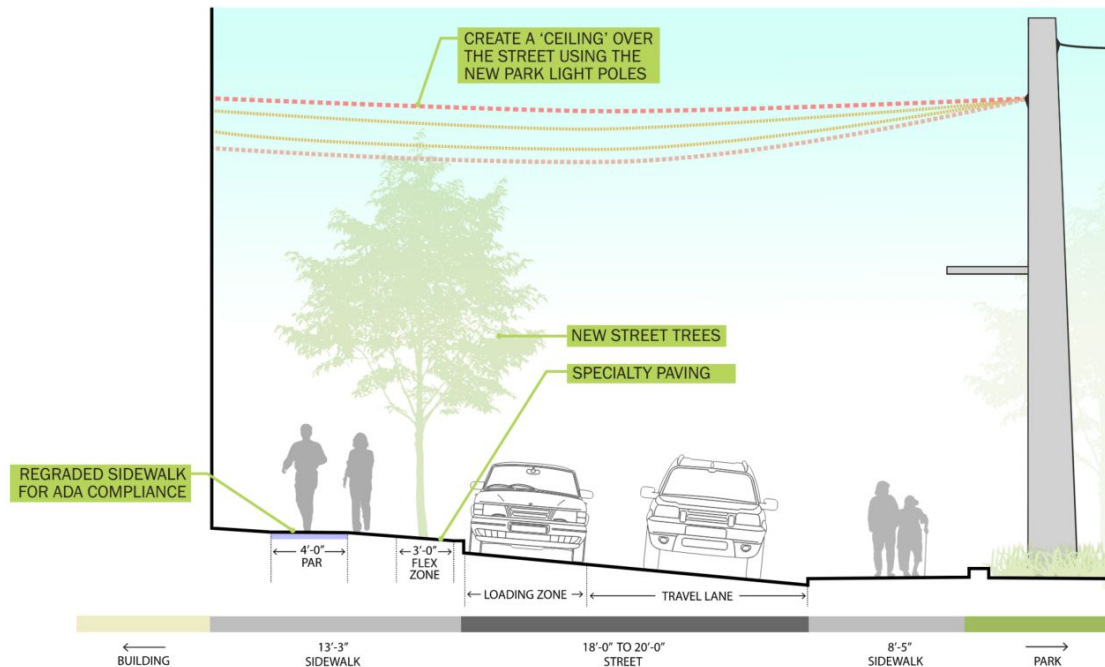 CREATE A ‘CEILING’ OVER
THE STREET USING THE
NEW PARK LIGHT POLES
NEW STREET TREES
SPECIALTY PAVING
REGRADED SIDEWALK
FOR ADA COMPLIANCE
4’-0”
PAR
3’-0”
FLEX
ZONE
LOADING ZONE
TRAVEL LANE
BUILDING
13’-3”
SIDEWALK
18’-0” TO 20’-0”
STREET
8’-5”
SIDEWALK
PARK